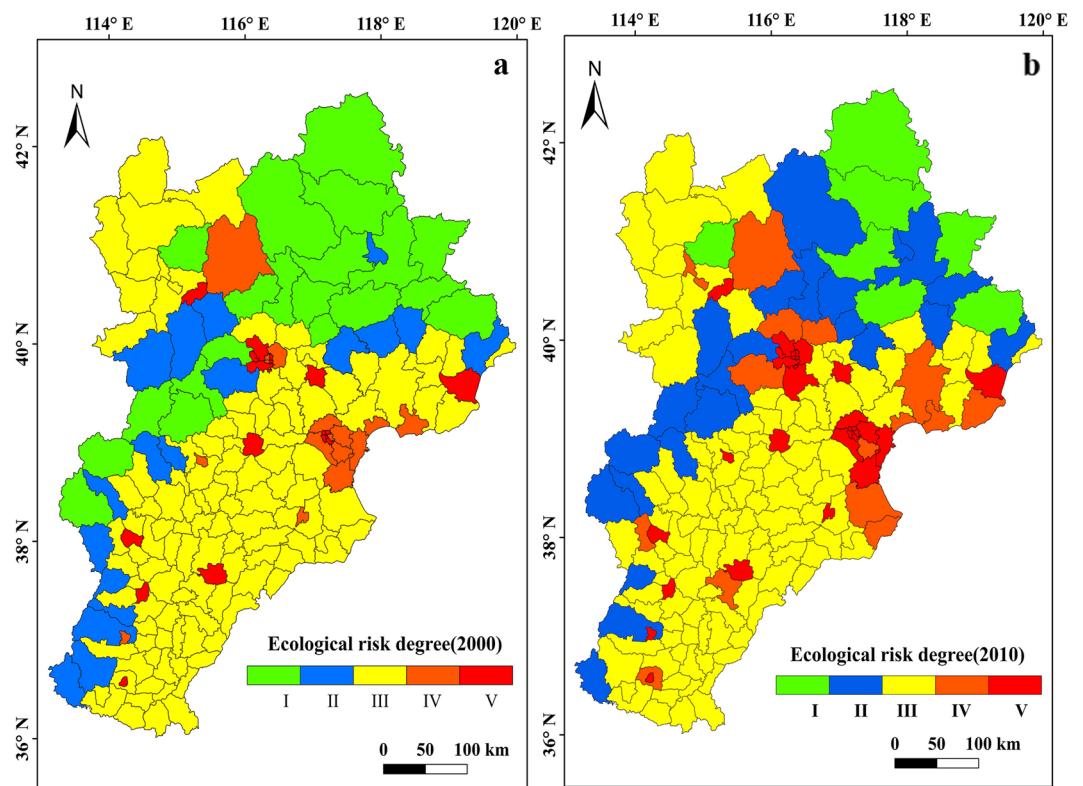 114° E 116° E 118° E 120° E
a
N
42° N
40° N
38° N
36° N
Ecological risk degree(2000)
I II III IV V
0 50 100 km
114° E 116° E 118° E 120° E
b
N
42° N
40° N
38° N
36° N
Ecological risk degree(2010)
I II III IV V
0 50 100 km